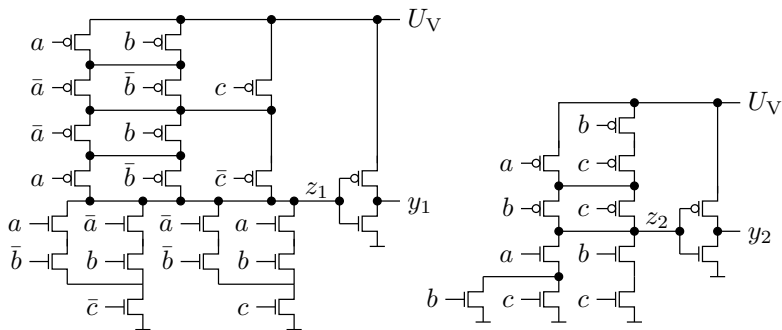 U_V
a b
ā b̄ c
ā b
a b̄ c̄
z₁ y₁
a ā ā a
b̄ b b̄ b
c̄ c
U_V
b
a c
b c
z₂ y₂
a b
b c c